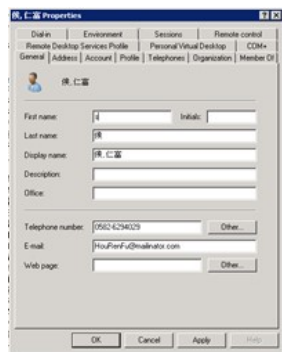 侯, 仁富 Properties
Dial-in Environment Sessions Remote control
Remote Desktop Services Profile Personal Virtual Desktop COM+
General Address Account Profile Telephones Organization Member Of
侯, 仁富
First name:
Initials:
Last name: 侯
Display name: 侯, 仁富
Description:
Office:
Telephone number: 0582-6294029 Other...
E-mail: HouRenFu@mailinator.com
Web page: Other...
OK Cancel Apply Help